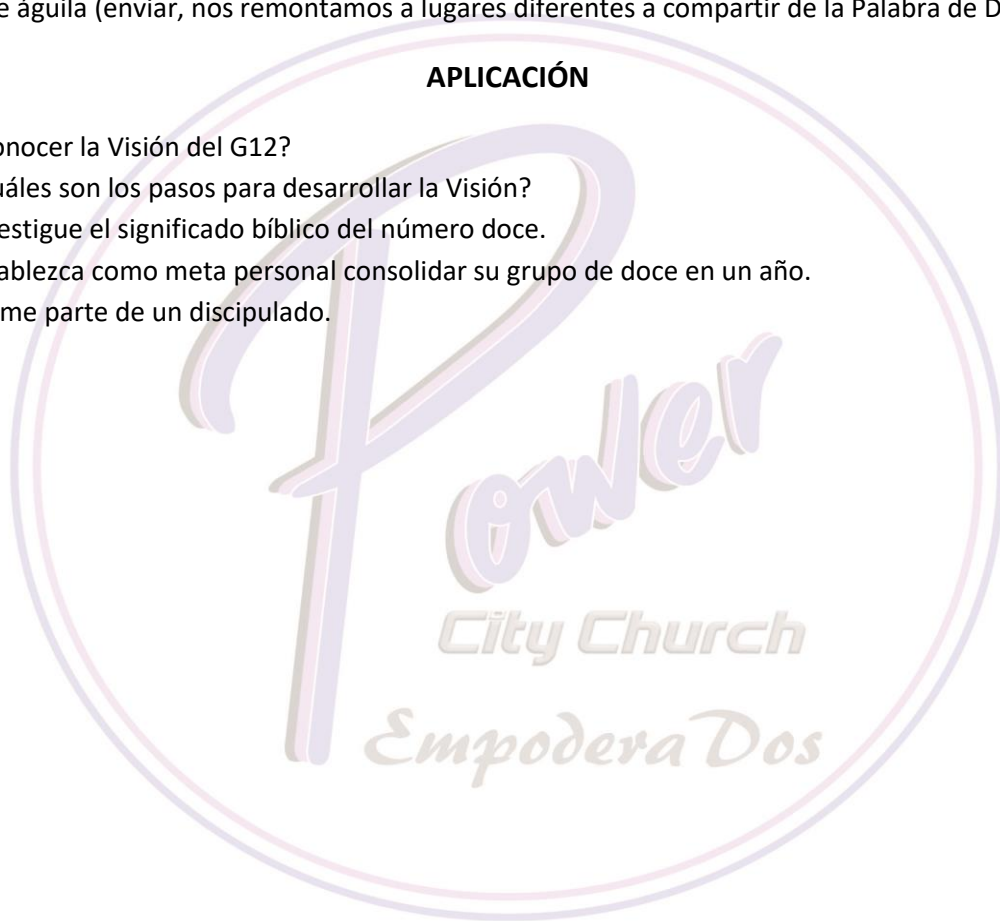 e águila (enviar, nos remontamos a lugares diferentes a compartir de la Palabra de D
APLICACIÓN
onocer la Visión del G12?
uáles son los pasos para desarrollar la Visión?
estigue el significado bíblico del número doce.
ablezca como meta personal consolidar su grupo de doce en un año.
me parte de un discipulado.
Power
City Church
EmpoderaDos